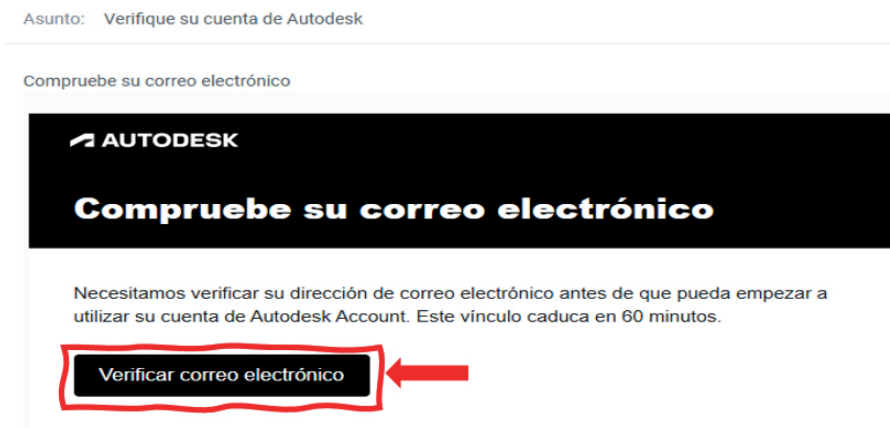 Asunto: Verifique su cuenta de Autodesk
Compruebe su correo electrónico
AUTODESK
Compruebe su correo electrónico
Necesitamos verificar su dirección de correo electrónico antes de que pueda empezar a
utilizar su cuenta de Autodesk Account. Este vínculo caduca en 60 minutos.
Verificar correo electrónico